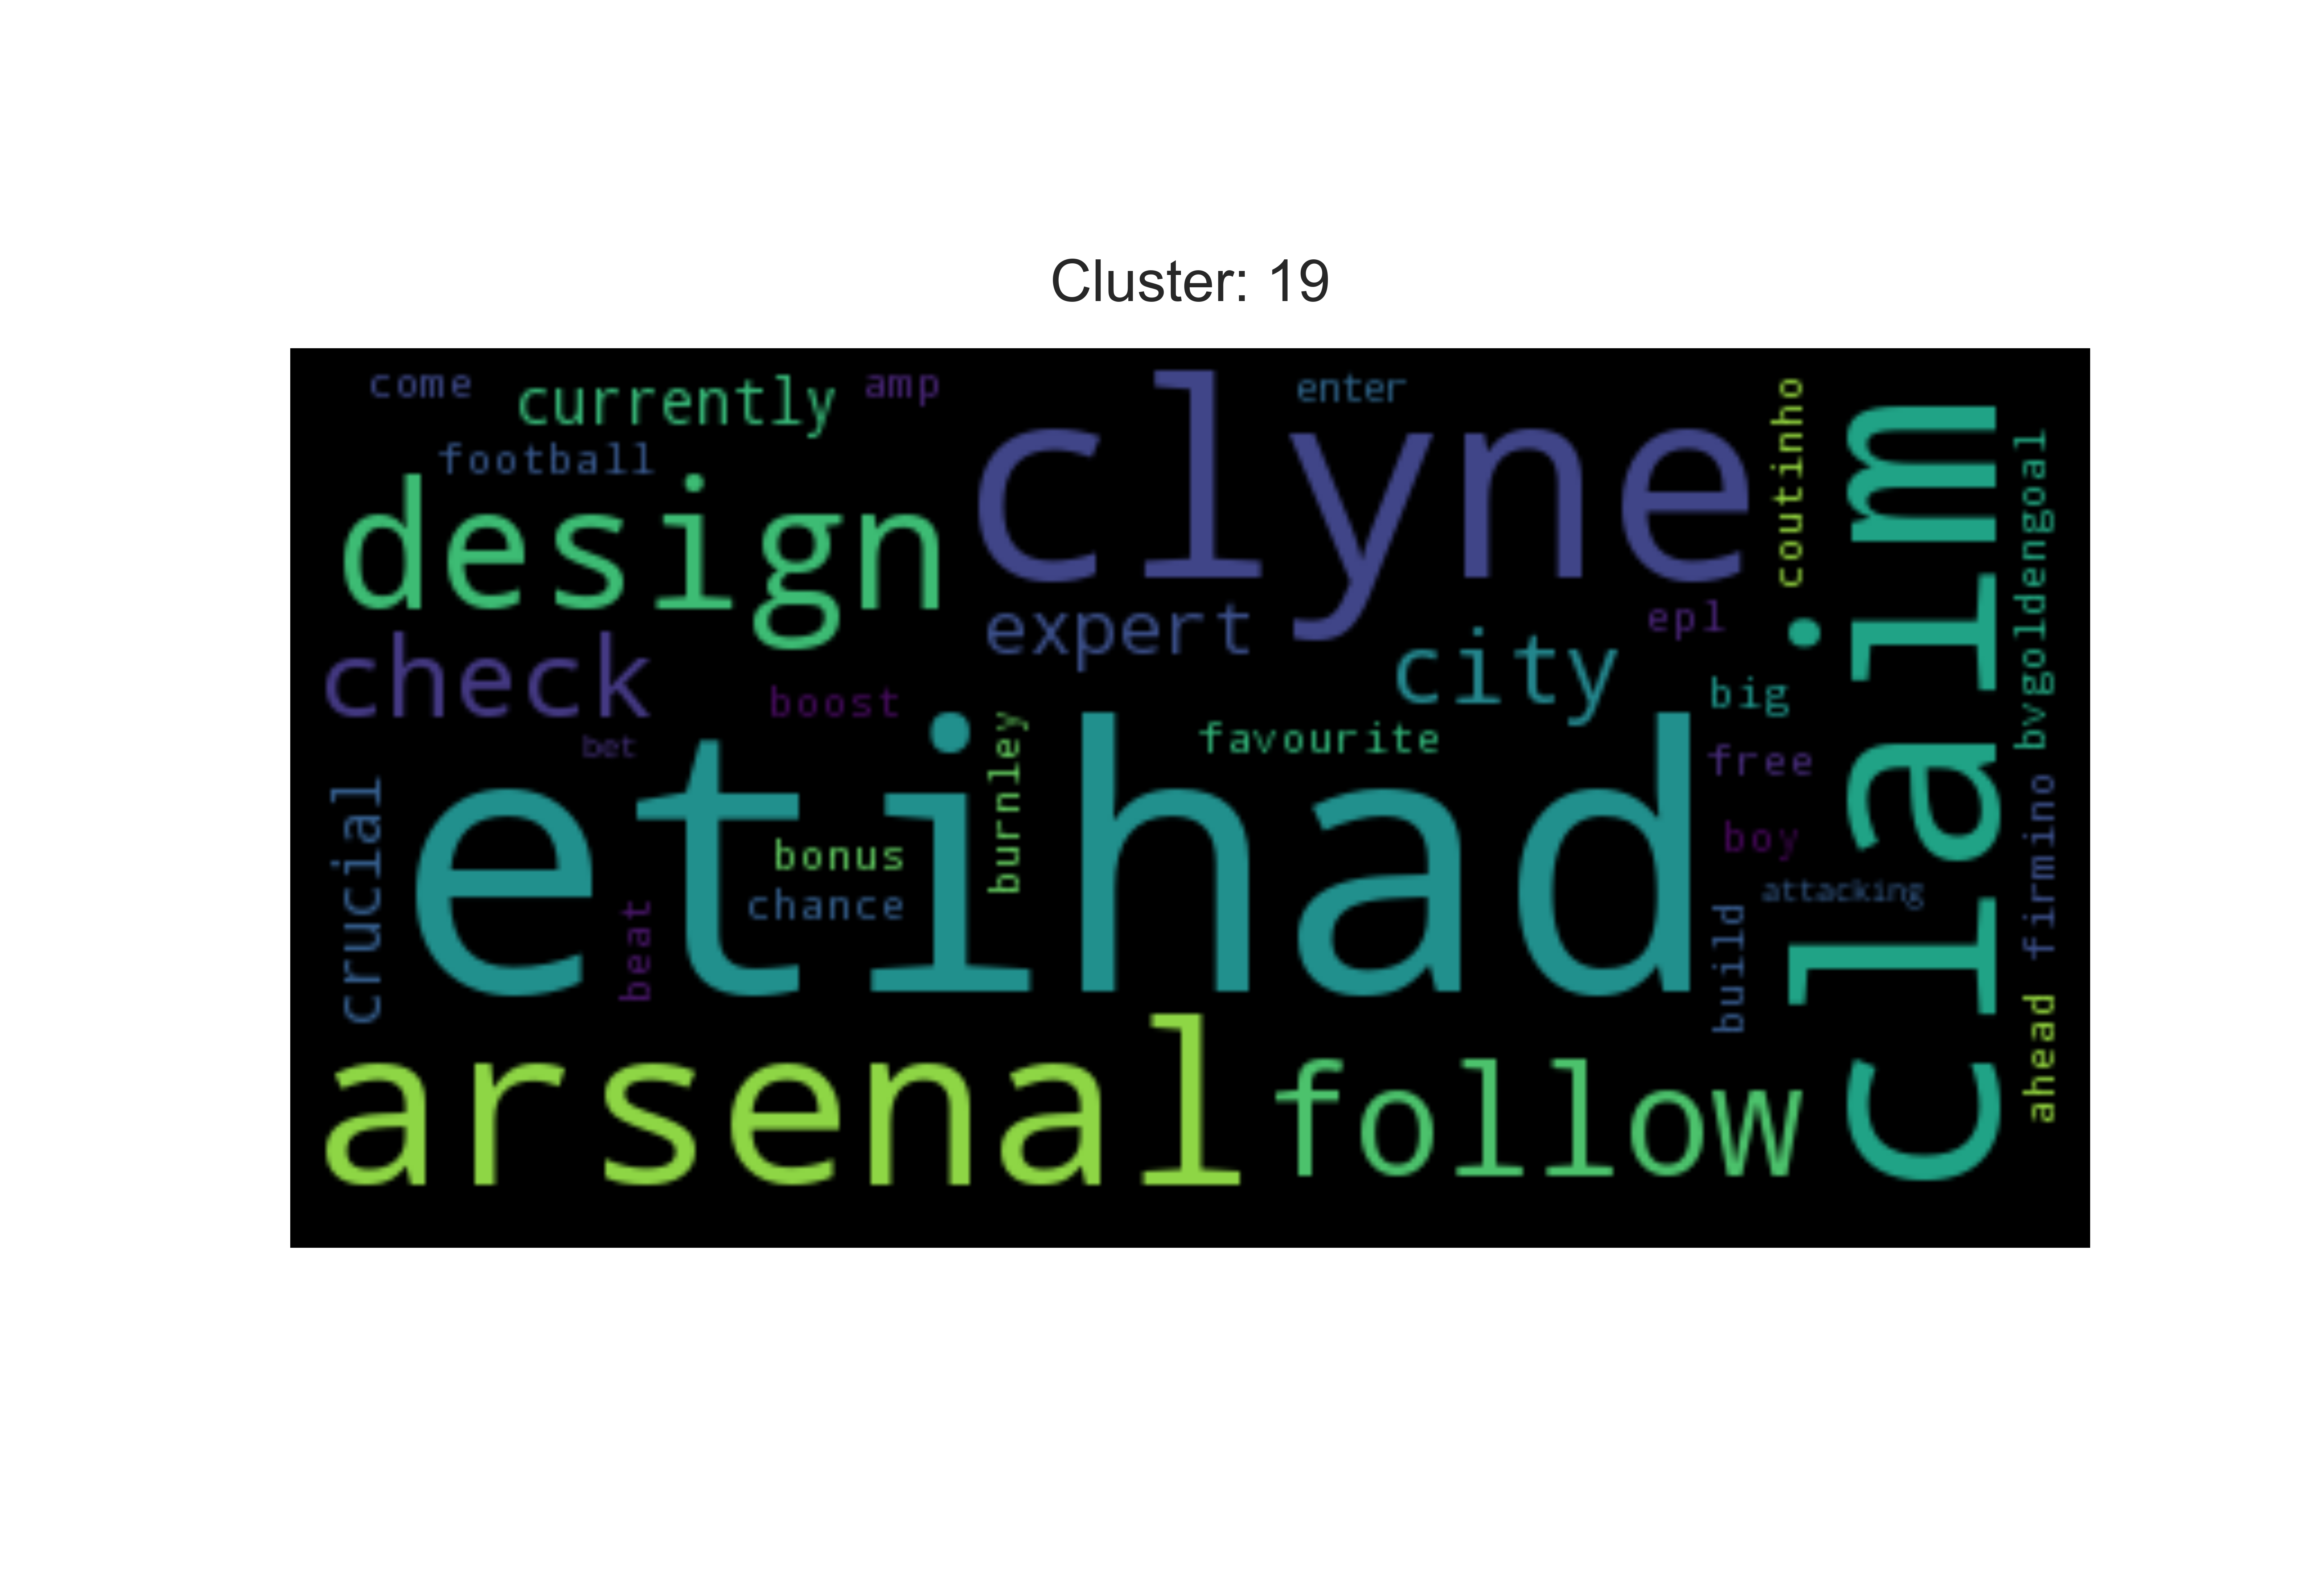 Cluster: 19
come
currently
amp
enter
football
clyne
coutinho
claim
bvgoldengoal
design
expert
epl
check
city
boost
big
bet
burnley
favourite
free
etihad
crucial
bonus
boy
firmino
chance
attacking
beat
build
arsenal
follow
ahead